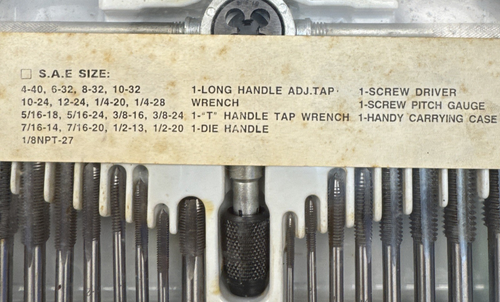 S.A.E SIZE:
4-40, 6-32, 8-32, 10-32
10-24, 12-24, 1/4-20, 1/4-28
5/16-18, 5/16-24, 3/8-16, 3/8-24
7/16-14, 7/16-20, 1/2-13, 1/2-20
1/8NPT-27
1-LONG HANDLE ADJ.TAP
WRENCH
1-"T" HANDLE TAP WRENCH
1-DIE HANDLE
1-SCREW DRIVER
1-SCREW PITCH GAUGE
1-HANDY CARRYING CASE